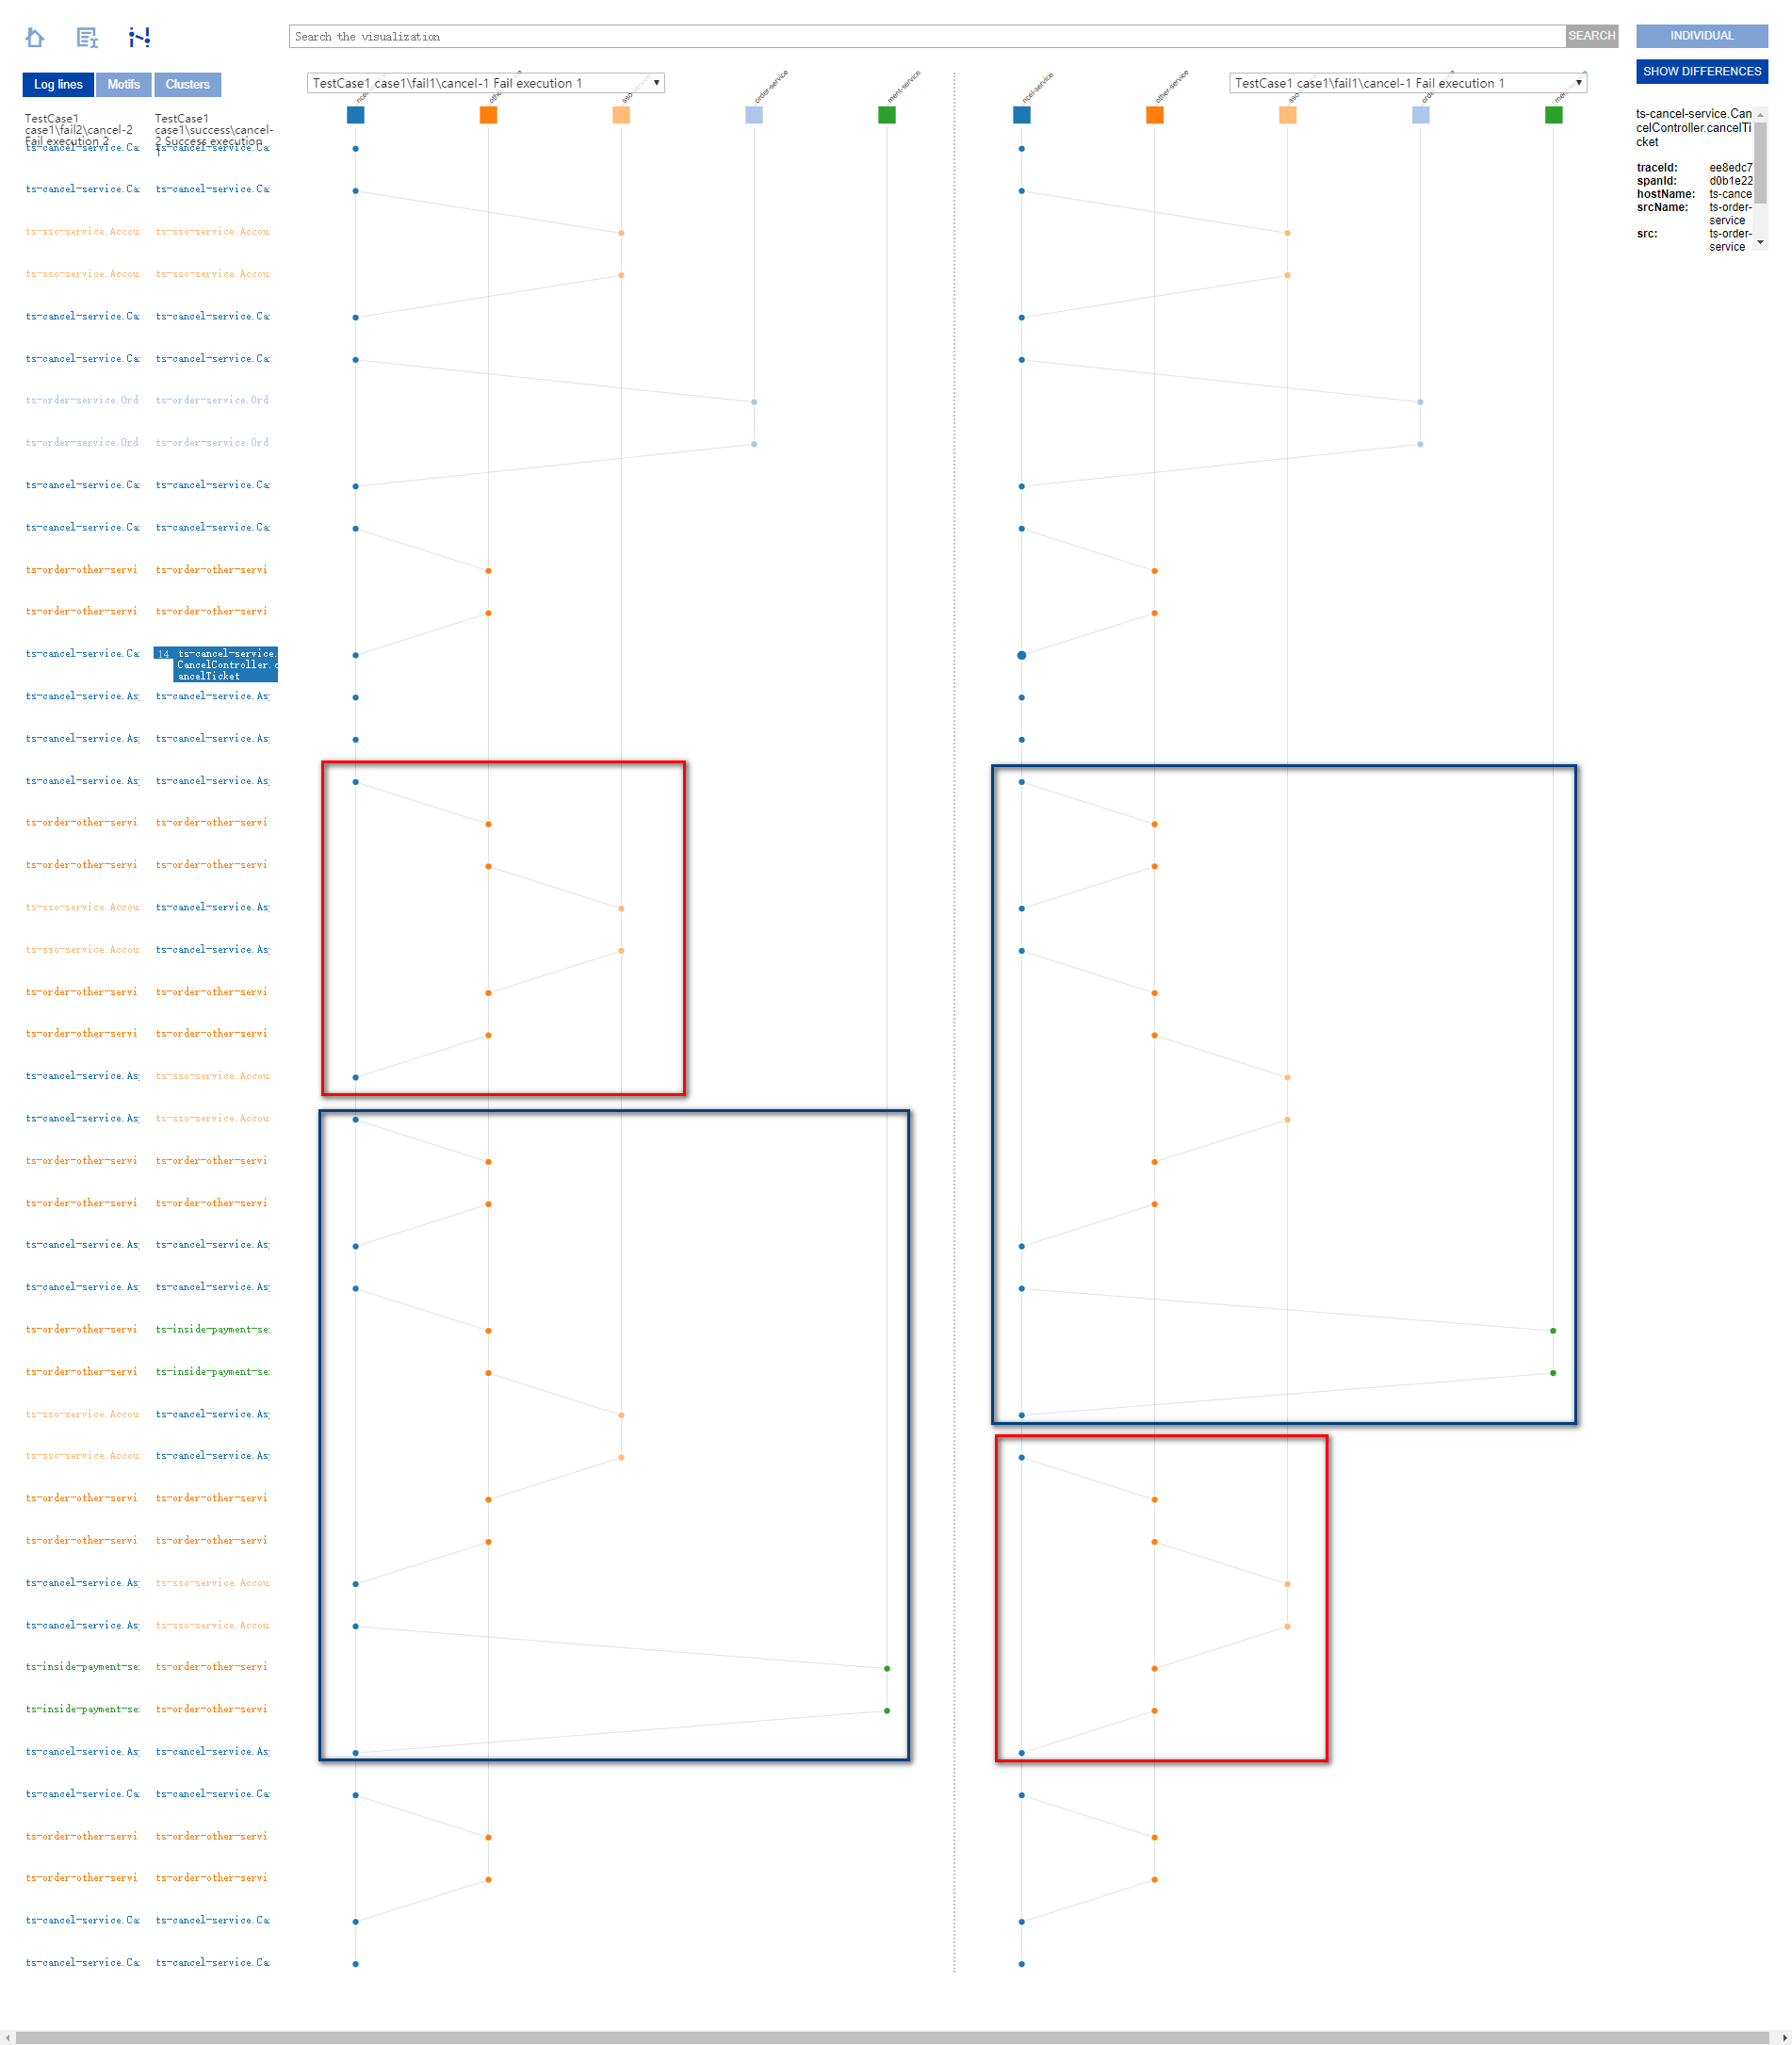 Search the visualization
SEARCH
INDIVIDUAL
SHOW DIFFERENCES
Log lines
Motifs
Clusters
TestCase1 case1\fail1\cancel-1 Fail execution 1
TestCase1 case1\fail1\cancel-1 Fail execution 1
ncel-service
order-service
ment-service
ncel-service
other-service
TestCase1
case1\fail2\cancel-2
Fail execution 2
TestCase1
case1\success\cancel-
2 Success execution
1
ts-cancel-service.Can
celController.cancelTi
cket
traceId: ee8edc7
spanId: d0b1e22
hostName: ts-cance
srcName: ts-order-
service
src: ts-order-
service
ts-cancel-service.Ca ts-cancel-service.Ca
ts-cancel-service.Ca ts-cancel-service.Ca
ts-sso-service.Accou ts-sso-service.Accou
ts-sso-service.Accou ts-sso-service.Accou
ts-cancel-service.Ca ts-cancel-service.Ca
ts-cancel-service.Ca ts-cancel-service.Ca
ts-order-service.Ord ts-order-service.Ord
ts-order-service.Ord ts-order-service.Ord
ts-cancel-service.Ca ts-cancel-service.Ca
ts-cancel-service.Ca ts-cancel-service.Ca
ts-order-other-servi ts-order-other-servi
ts-order-other-servi ts-order-other-servi
ts-cancel-service.Ca 14 ts-cancel-service.
CancelController.c
ancelTicket
ts-cancel-service.As ts-cancel-service.As
ts-cancel-service.As ts-cancel-service.As
ts-cancel-service.As ts-cancel-service.As
ts-order-other-servi ts-order-other-servi
ts-order-other-servi ts-order-other-servi
ts-sso-service.Accou ts-cancel-service.As
ts-sso-service.Accou ts-cancel-service.As
ts-order-other-servi ts-order-other-servi
ts-order-other-servi ts-order-other-servi
ts-cancel-service.As ts-sso-service.Accou
ts-cancel-service.As ts-sso-service.Accou
ts-order-other-servi ts-order-other-servi
ts-order-other-servi ts-order-other-servi
ts-cancel-service.As ts-cancel-service.As
ts-cancel-service.As ts-cancel-service.As
ts-order-other-servi ts-inside-payment-se
ts-order-other-servi ts-inside-payment-se
ts-sso-service.Accou ts-cancel-service.As
ts-sso-service.Accou ts-cancel-service.As
ts-order-other-servi ts-order-other-servi
ts-order-other-servi ts-order-other-servi
ts-cancel-service.As ts-sso-service.Accou
ts-cancel-service.As ts-sso-service.Accou
ts-inside-payment-se ts-order-other-servi
ts-inside-payment-se ts-order-other-servi
ts-cancel-service.As ts-cancel-service.As
ts-cancel-service.Ca ts-cancel-service.Ca
ts-order-other-servi ts-order-other-servi
ts-order-other-servi ts-order-other-servi
ts-cancel-service.Ca ts-cancel-service.Ca
ts-cancel-service.Ca ts-cancel-service.Ca